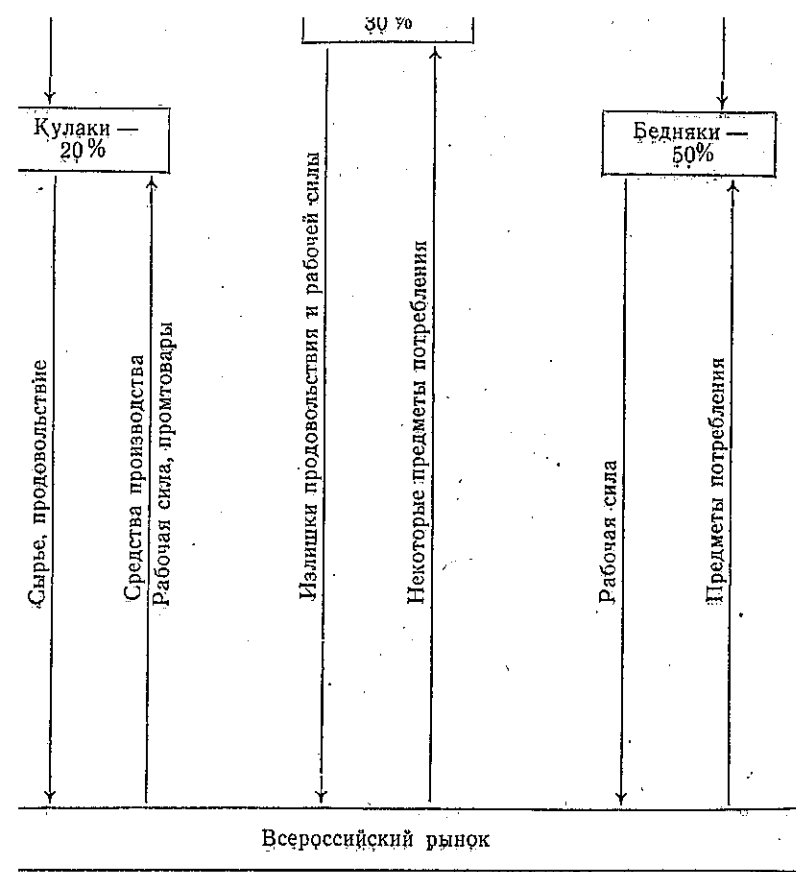 30 %
Кулаки —
20%
Бедняки —
50%
Сырье, продовольствие
Средства производства
Рабочая сила, промтовары
Излишки продовольствия и рабочей силы
Некоторые предметы потребления
Рабочая сила
Предметы потребления
Всероссийский рынок